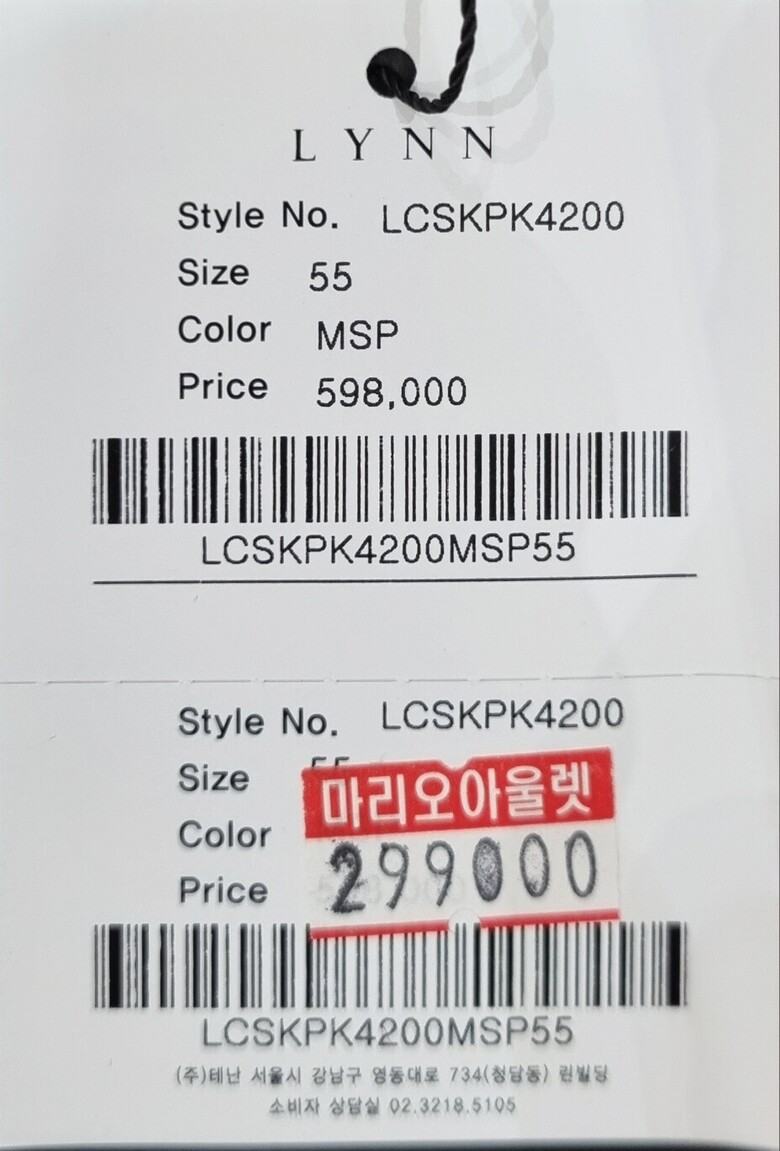 LYNN
Style No. LCSKPK4200
Size 55
Color MSP
Price 598,000
LCSKPK4200MSP55
Style No. LCSKPK4200
Size 55
마리오아울렛
Color
299000
Price
LCSKPK4200MSP55
(주)테난 서울시 강남구 영동대로 734(청담동) 린빌딩
소비자 상담실 02.3218.5105